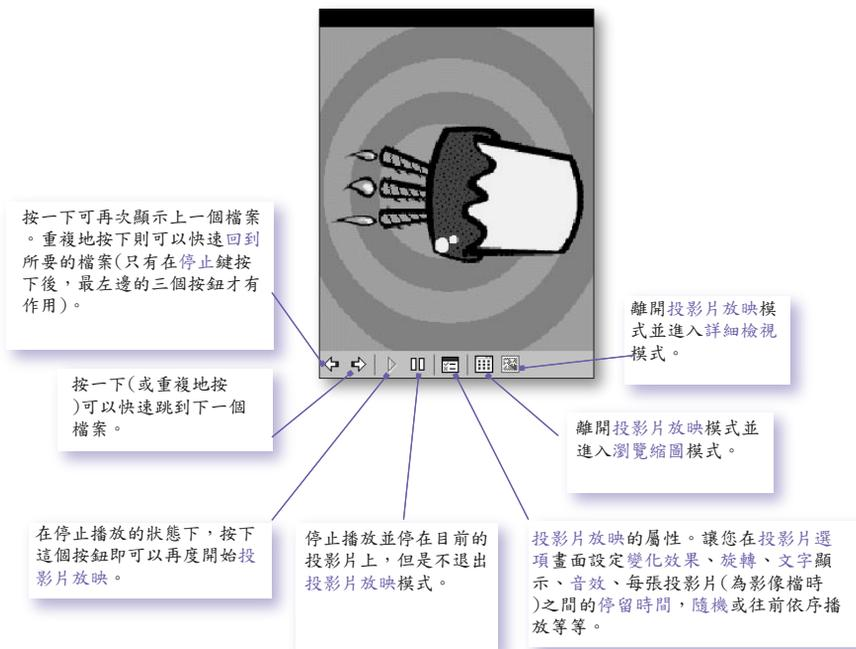 按一下可再次顯示上一個檔案
。重複地按下則可以快速回到
所要的檔案(只有在停止鍵按
下後，最左邊的三個按鈕才有
作用)。
離開投影片放映模
式並進入詳細檢視
模式。
按一下(或重複地按
)可以快速跳到下一個
檔案。
離開投影片放映模式並
進入瀏覽縮圖模式。
在停止播放的狀態下，按下
這個按鈕即可以再度開始投
影片放映。
停止播放並停在目前的
投影片上，但是不退出
投影片放映模式。
投影片放映的屬性。讓您在投影片選
項畫面設定變化效果、旋轉、文字顯
示、音效、每張投影片(為影像檔時
)之間的停留時間，隨機或往前依序播
放等等。